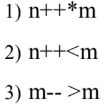 1) n++*m
2) n++<m
3) m-- >m